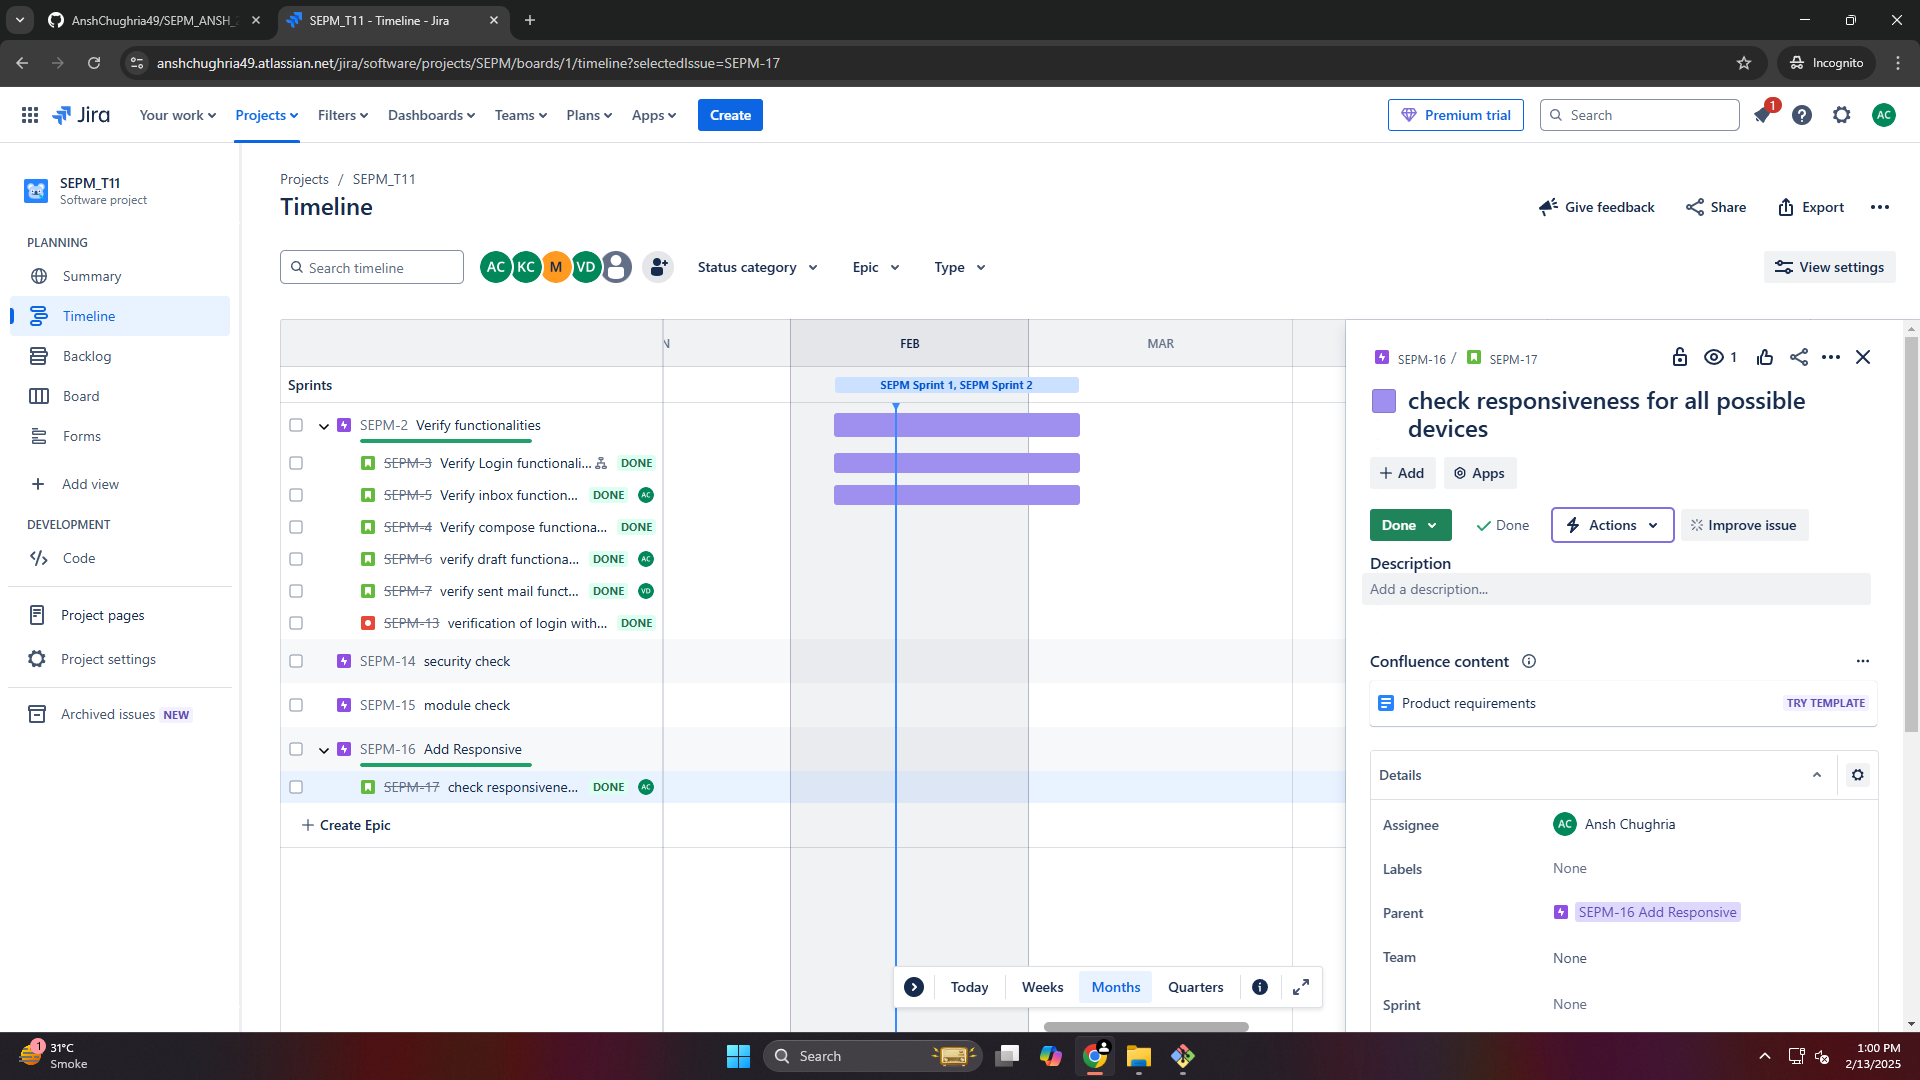 AnshChughria49/SEPM_ANSH_
SEPM_T11 - Timeline - Jira
anshchughria49.atlassian.net/jira/software/projects/SEPM/boards/1/timeline?selectedIssue=SEPM-17
Incognito
Jira
Your work
Projects
Filters
Dashboards
Teams
Plans
Apps
Create
Premium trial
Search
1
AC
SEPM_T11
Software project
PLANNING
Summary
Timeline
Backlog
Board
Forms
Add view
DEVELOPMENT
Code
Project pages
Project settings
Archived issues NEW
Projects / SEPM_T11
Timeline
Give feedback
Share
Export
Search timeline
AC KC M VD
Status category
Epic
Type
View settings
N
FEB
MAR
Sprints
SEPM Sprint 1, SEPM Sprint 2
SEPM-2 Verify functionalities
SEPM-3 Verify Login functionali... DONE
SEPM-5 Verify inbox function... DONE AC
SEPM-4 Verify compose functiona... DONE
SEPM-6 verify draft functiona... DONE AC
SEPM-7 verify sent mail funct... DONE VD
SEPM-13 verification of login with... DONE
SEPM-14 security check
SEPM-15 module check
SEPM-16 Add Responsive
SEPM-17 check responsivene... DONE AC
+ Create Epic
Today
Weeks
Months
Quarters
SEPM-16 / SEPM-17
1
check responsiveness for all possible
devices
+ Add
Apps
Done
Done
Actions
Improve issue
Description
Add a description...
Confluence content
Product requirements
TRY TEMPLATE
Details
Assignee
AC Ansh Chughria
Labels
None
Parent
SEPM-16 Add Responsive
Team
None
Sprint
None
1
31°C
Smoke
Search
1:00 PM
2/13/2025